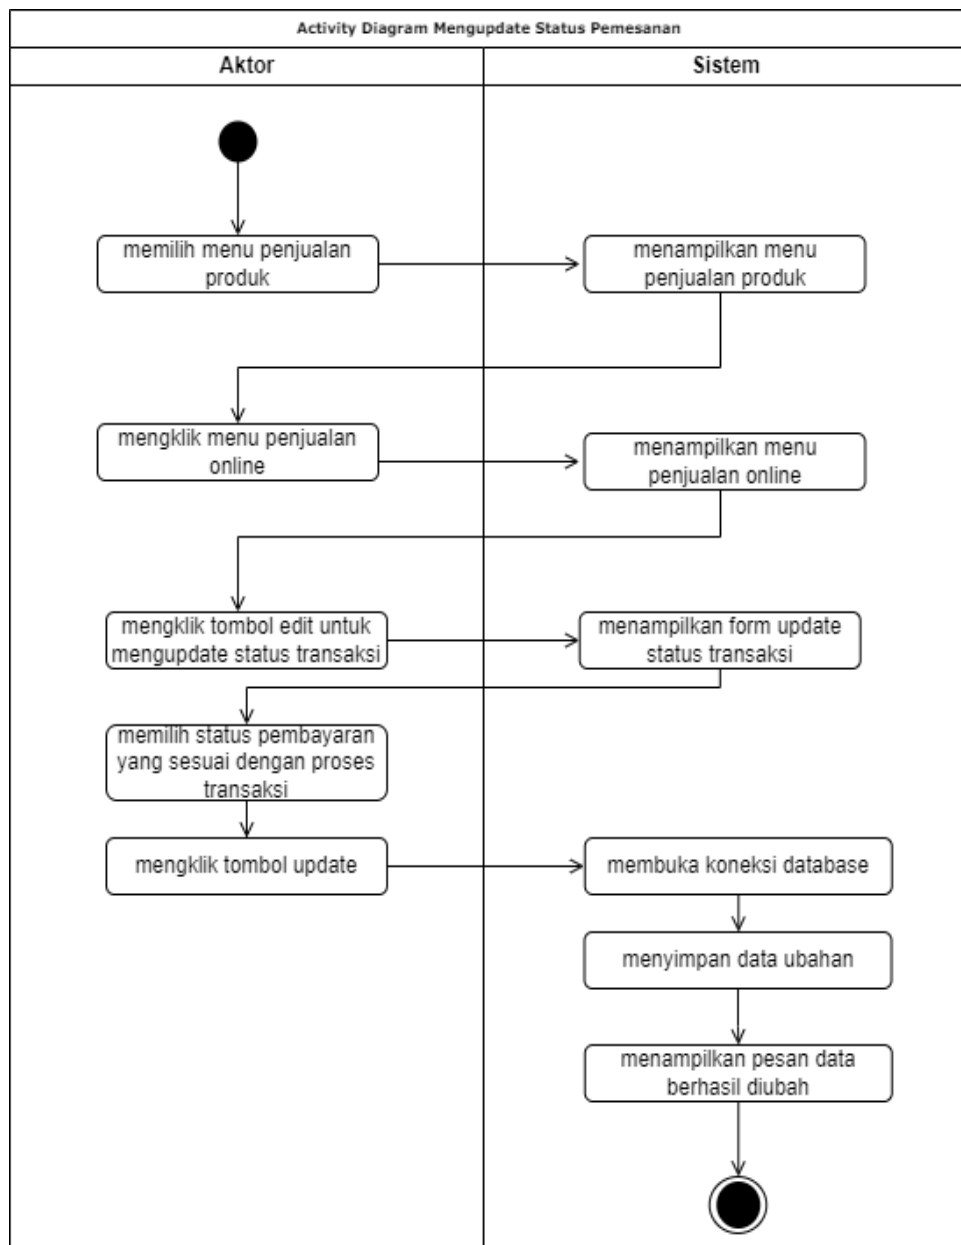 Activity Diagram Mengupdate Status Pemesanan
Aktor
Sistem
memilih menu penjualan
produk
menampilkan menu
penjualan produk
mengklik menu penjualan
online
menampilkan menu
penjualan online
mengklik tombol edit untuk
mengupdate status transaksi
menampilkan form update
status transaksi
memilih status pembayaran
yang sesuai dengan proses
transaksi
mengklik tombol update
membuka koneksi database
menyimpan data ubahan
menampilkan pesan data
berhasil diubah